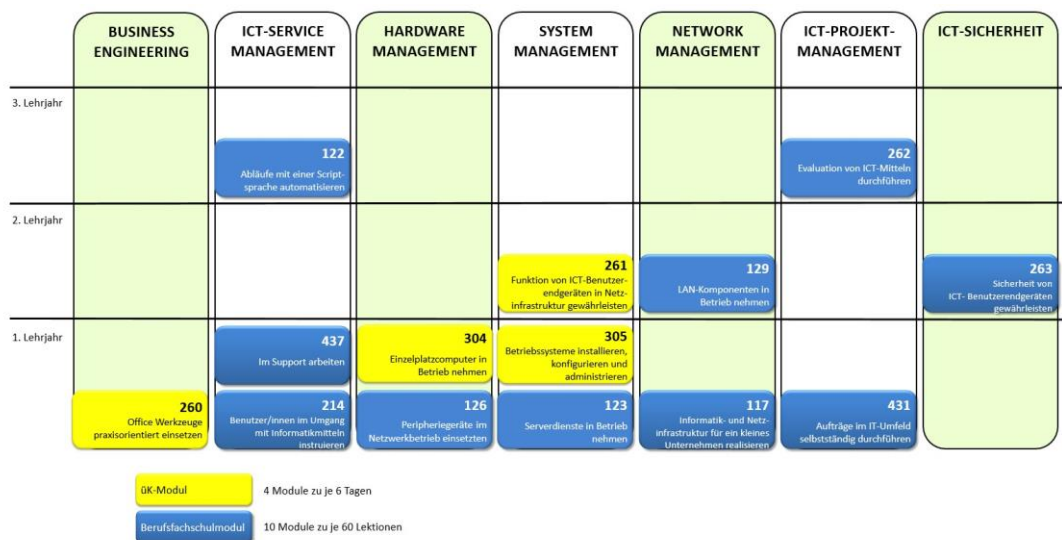 BUSINESS
ENGINEERING
ICT-SERVICE
MANAGEMENT
HARDWARE
MANAGEMENT
SYSTEM
MANAGEMENT
NETWORK
MANAGEMENT
ICT-PROJEKT-
MANAGEMENT
ICT-SICHERHEIT
3. Lehrjahr
122
Abläufe mit einer Script-
sprache automatisieren
262
Evaluation von ICT-Mitteln
durchführen
2. Lehrjahr
261
Funktion von ICT-Benutzer-
endgeräten in Netz-
infrastruktur gewährleisten
129
LAN-Komponenten in
Betrieb nehmen
263
Sicherheit von
ICT- Benutzerendgeräten
gewährleisten
1. Lehrjahr
437
Im Support arbeiten
304
Einzelplatzcomputer in
Betrieb nehmen
305
Betriebssysteme installieren,
konfigurieren und
administrieren
260
Office Werkzeuge
praxisorientiert einsetzen
214
Benutzer/innen im Umgang
mit Informatikmitteln
instruieren
126
Peripheriegeräte im
Netzwerkbetrieb einsetzten
123
Serverdienste in Betrieb
nehmen
117
Informatik- und Netz-
infrastruktur für ein kleines
Unternehmen realisieren
431
Aufträge im IT-Umfeld
selbstständig durchführen
üK-Modul
4 Module zu je 6 Tagen
Berufsfachschulmodul
10 Module zu je 60 Lektionen